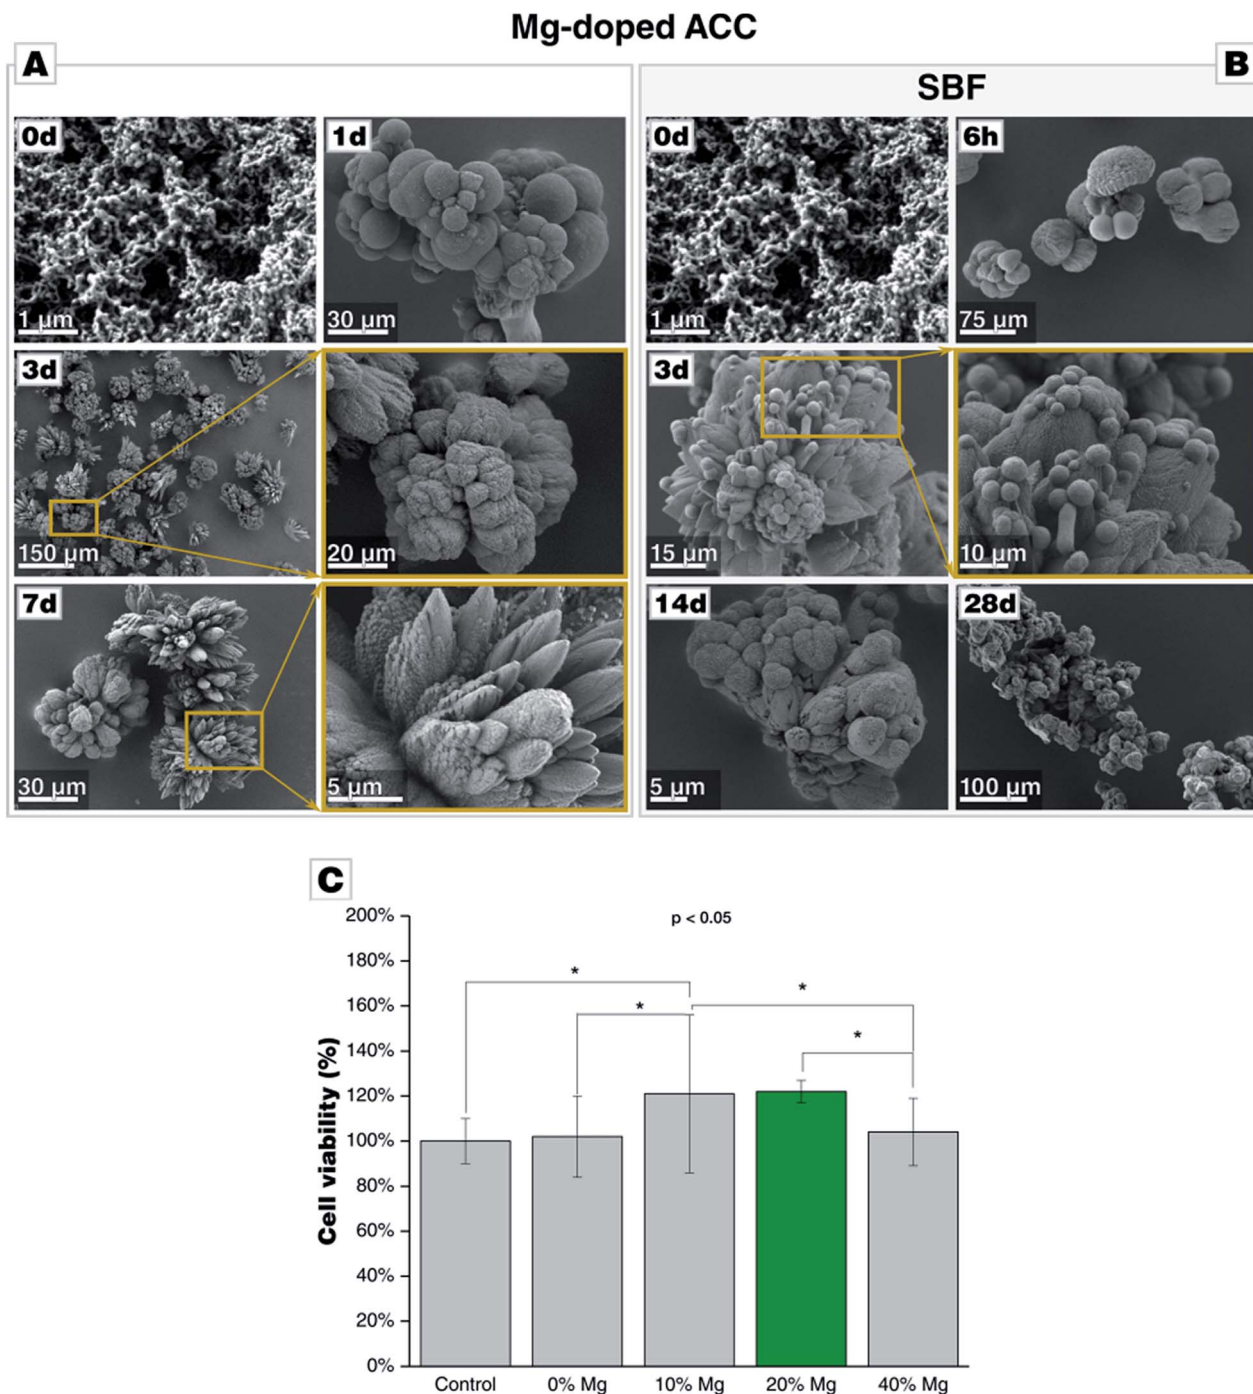 Mg-doped ACC
A
B
SBF
0d
1 µm
1d
30 µm
0d
1 µm
6h
75 µm
3d
150 µm
20 µm
3d
15 µm
10 µm
7d
30 µm
5 µm
14d
5 µm
28d
100 µm
C
p < 0.05
Cell viability (%)
200%
180%
160%
140%
120%
100%
80%
60%
40%
20%
0%
*
*
*
*
Control
0% Mg
10% Mg
20% Mg
40% Mg